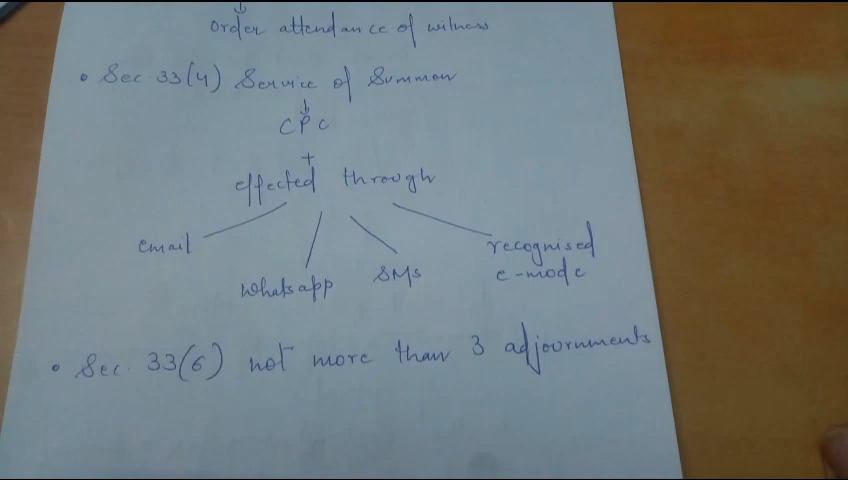 order attendance of witness
• Sec. 33(4) Service of Summon
↓
CPC
+
effected through
email
whatsapp
SMS
recognised
e-mode
• Sec. 33(6) not more than 3 adjournments